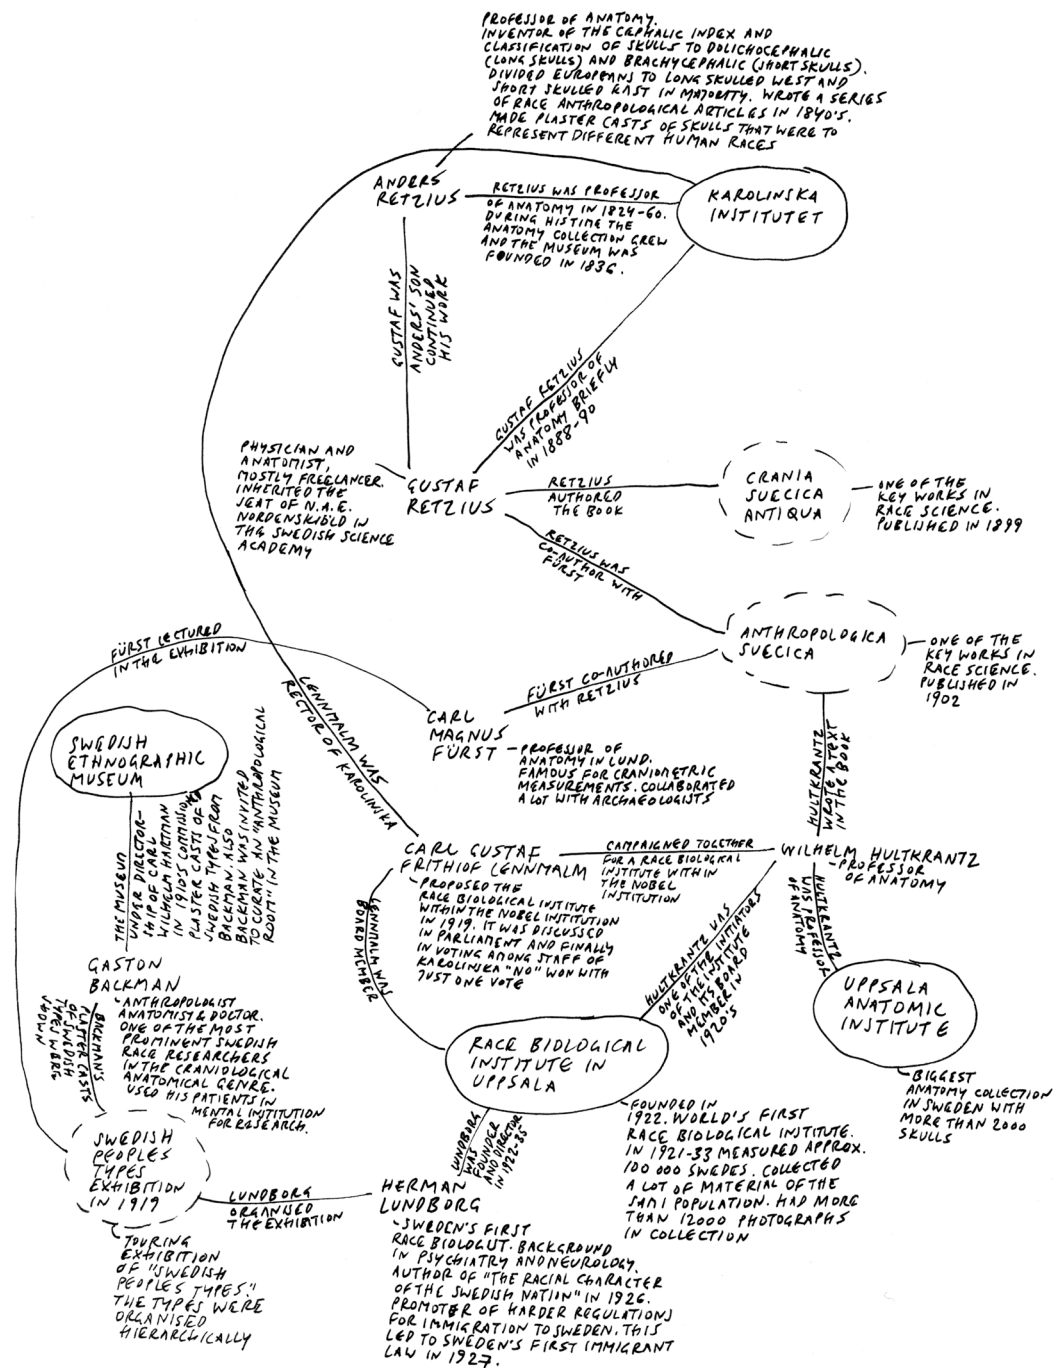 PROFESSOR OF ANATOMY.
INVENTOR OF THE CEPHALIC INDEX AND
CLASSIFICATION OF SKULLS TO DOLICHOCEPHALIC
(LONG SKULLS) AND BRACHYCEPHALIC (SHORT SKULLS).
DIVIDED EUROPEANS TO LONG SKULLED WEST AND
SHORT SKULLED EAST IN MAJORITY. WROTE A SERIES
OF RACE ANTHROPOLOGICAL ARTICLES IN 1840'S.
MADE PLASTER CASTS OF SKULLS THAT WERE TO
REPRESENT DIFFERENT HUMAN RACES
ANDERS
RETZIUS
RETZIUS WAS PROFESSOR
OF ANATOMY IN 1824-60.
DURING HIS TIME THE
ANATOMY COLLECTION GREW
AND THE MUSEUM WAS
FOUNDED IN 1836.
KAROLINSKA
INSTITUTET
GUSTAF WAS
ANDERS' SON
CONTINUED
HIS WORK
GUSTAF RETZIUS
WAS PROFESSOR OF
ANATOMY BRIEFLY
IN 1888-90
PHYSICIAN AND
ANATOMIST,
MOSTLY FREELANCER.
INHERITED THE
SEAT OF N.A.E.
NORDENSKIÖLD IN
THE SWEDISH SCIENCE
ACADEMY
GUSTAF
RETZIUS
RETZIUS
AUTHORED
THE BOOK
CRANIA
SUECICA
ANTIQUA
ONE OF THE
KEY WORKS IN
RACE SCIENCE.
PUBLISHED IN 1899
RETZIUS WAS
CO-AUTHOR WITH
FÜRST
ANTHROPOLOGICA
SUECICA
ONE OF THE
KEY WORKS IN
RACE SCIENCE.
PUBLISHED IN
1902
FÜRST LECTURED
IN THE EXHIBITION
LENNMALM WAS
RECTOR OF KAROLINSKA
FÜRST CO-AUTHORED
WITH RETZIUS
CARL
MAGNUS
FÜRST
- PROFESSOR OF
ANATOMY IN LUND.
FAMOUS FOR CRANIOMETRIC
MEASUREMENTS. COLLABORATED
A LOT WITH ARCHAEOLOGISTS
HULTKRANTZ
WROTE A TEXT
IN THE BOOK
SWEDISH
ETHNOGRAPHIC
MUSEUM
THE MUSEUM
UNDER DIRECTOR-
SHIP OF CARL
WILHELM HARTMAN
IN 1910'S COMMISSIO
PLASTER CASTS OF
SWEDISH TYPES FROM
BACKMAN. ALSO
BACKMAN WAS INVITED
TO CURATE AN "ANTHROPOLOGICAL
ROOM" IN THE MUSEUM
CARL GUSTAF
FRITHIOF LENNMALM
- PROPOSED THE
RACE BIOLOGICAL INSTITUTE
WITHIN THE NOBEL INSTITUTION
IN 1919. IT WAS DISCUSSED
IN PARLIAMENT AND FINALLY
IN VOTING AMONG STAFF OF
KAROLINSKA "NO" WON WITH
JUST ONE VOTE
CAMPAIGNED TOGETHER
FOR A RACE BIOLOGICAL
INSTITUTE WITHIN
THE NOBEL
INSTITUTION
WILHELM HULTKRANTZ
- PROFESSOR
OF ANATOMY
HULTKRANTZ
WAS PROFESSOR
OF ANATOMY
LENNMALM WAS
BOARD MEMBER
HULTKRANTZ WAS
ONE OF THE INITIATORS
OF THE INSTITUTE
AND ITS BOARD
MEMBER IN
1920'S
GASTON
BACKMAN
- ANTHROPOLOGIST
ANATOMIST & DOCTOR.
ONE OF THE MOST
PROMINENT SWEDISH
RACE RESEARCHERS
IN THE CRANIOLOGICAL
ANATOMICAL GENRE.
USED HIS PATIENTS IN
MENTAL INSTITUTION
FOR RESEARCH.
BACKMAN'S
PLASTER CASTS
OF SWEDISH
TYPES WERE
SHOWN
UPPSALA
ANATOMIC
INSTITUTE
BIGGEST
ANATOMY COLLECTION
IN SWEDEN WITH
MORE THAN 2000
SKULLS
RACE BIOLOGICAL
INSTITUTE IN
UPPSALA
FOUNDED IN
1922. WORLD'S FIRST
RACE BIOLOGICAL INSTITUTE.
IN 1921-33 MEASURED APPROX.
100 000 SWEDES. COLLECTED
A LOT OF MATERIAL OF THE
SAMI POPULATION. HAD MORE
THAN 12000 PHOTOGRAPHS
IN COLLECTION
LUNDBORG
WAS
FOUNDER
AND DIRECTOR
IN 1922-35
SWEDISH
PEOPLES
TYPES
EXHIBITION
IN 1919
LUNDBORG
ORGANISED
THE EXHIBITION
HERMAN
LUNDBORG
- SWEDEN'S FIRST
RACE BIOLOGIST. BACKGROUND
IN PSYCHIATRY AND NEUROLOGY.
AUTHOR OF "THE RACIAL CHARACTER
OF THE SWEDISH NATION" IN 1926.
PROMOTER OF HARDER REGULATIONS
FOR IMMIGRATION TO SWEDEN. THIS
LED TO SWEDEN'S FIRST IMMIGRANT
LAW IN 1927.
TOURING
EXHIBITION
OF "SWEDISH
PEOPLES TYPES".
THE TYPES WERE
ORGANISED
HIERARCHICALLY